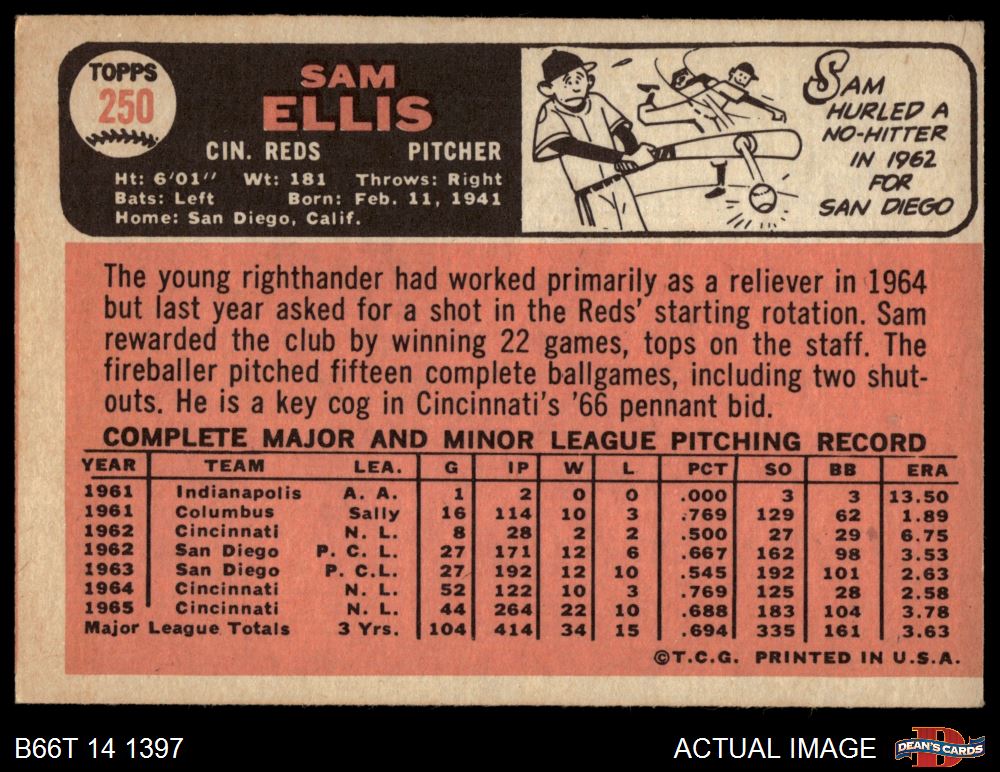 TOPPS
250
SAM
ELLIS
CIN. REDS PITCHER
Ht: 6'01" Wt: 181 Throws: Right
Bats: Left Born: Feb. 11, 1941
Home: San Diego, Calif.
SAM
HURLED A
NO-HITTER
IN 1962
FOR
SAN DIEGO
The young righthander had worked primarily as a reliever in 1964
but last year asked for a shot in the Reds' starting rotation. Sam
rewarded the club by winning 22 games, tops on the staff. The
fireballer pitched fifteen complete ballgames, including two shut-
outs. He is a key cog in Cincinnati's '66 pennant bid.
COMPLETE MAJOR AND MINOR LEAGUE PITCHING RECORD
YEAR TEAM LEA. G IP W L PCT SO BB ERA
1961 Indianapolis A. A. 1 2 0 0 .000 3 3 13.50
1961 Columbus Sally 16 114 10 3 .769 129 62 1.89
1962 Cincinnati N. L. 8 28 2 2 .500 27 29 6.75
1962 San Diego P. C. L. 27 171 12 6 .667 162 98 3.53
1963 San Diego P. C.L. 27 192 12 10 .545 192 101 2.63
1964 Cincinnati N. L. 52 122 10 3 .769 125 28 2.58
1965 Cincinnati N. L. 44 264 22 10 .688 183 104 3.78
Major League Totals 3 Yrs. 104 414 34 15 .694 335 161 3.63
©T.C.G. PRINTED IN U.S.A.
B66T 14 1397 ACTUAL IMAGE DEAN'S CARDS